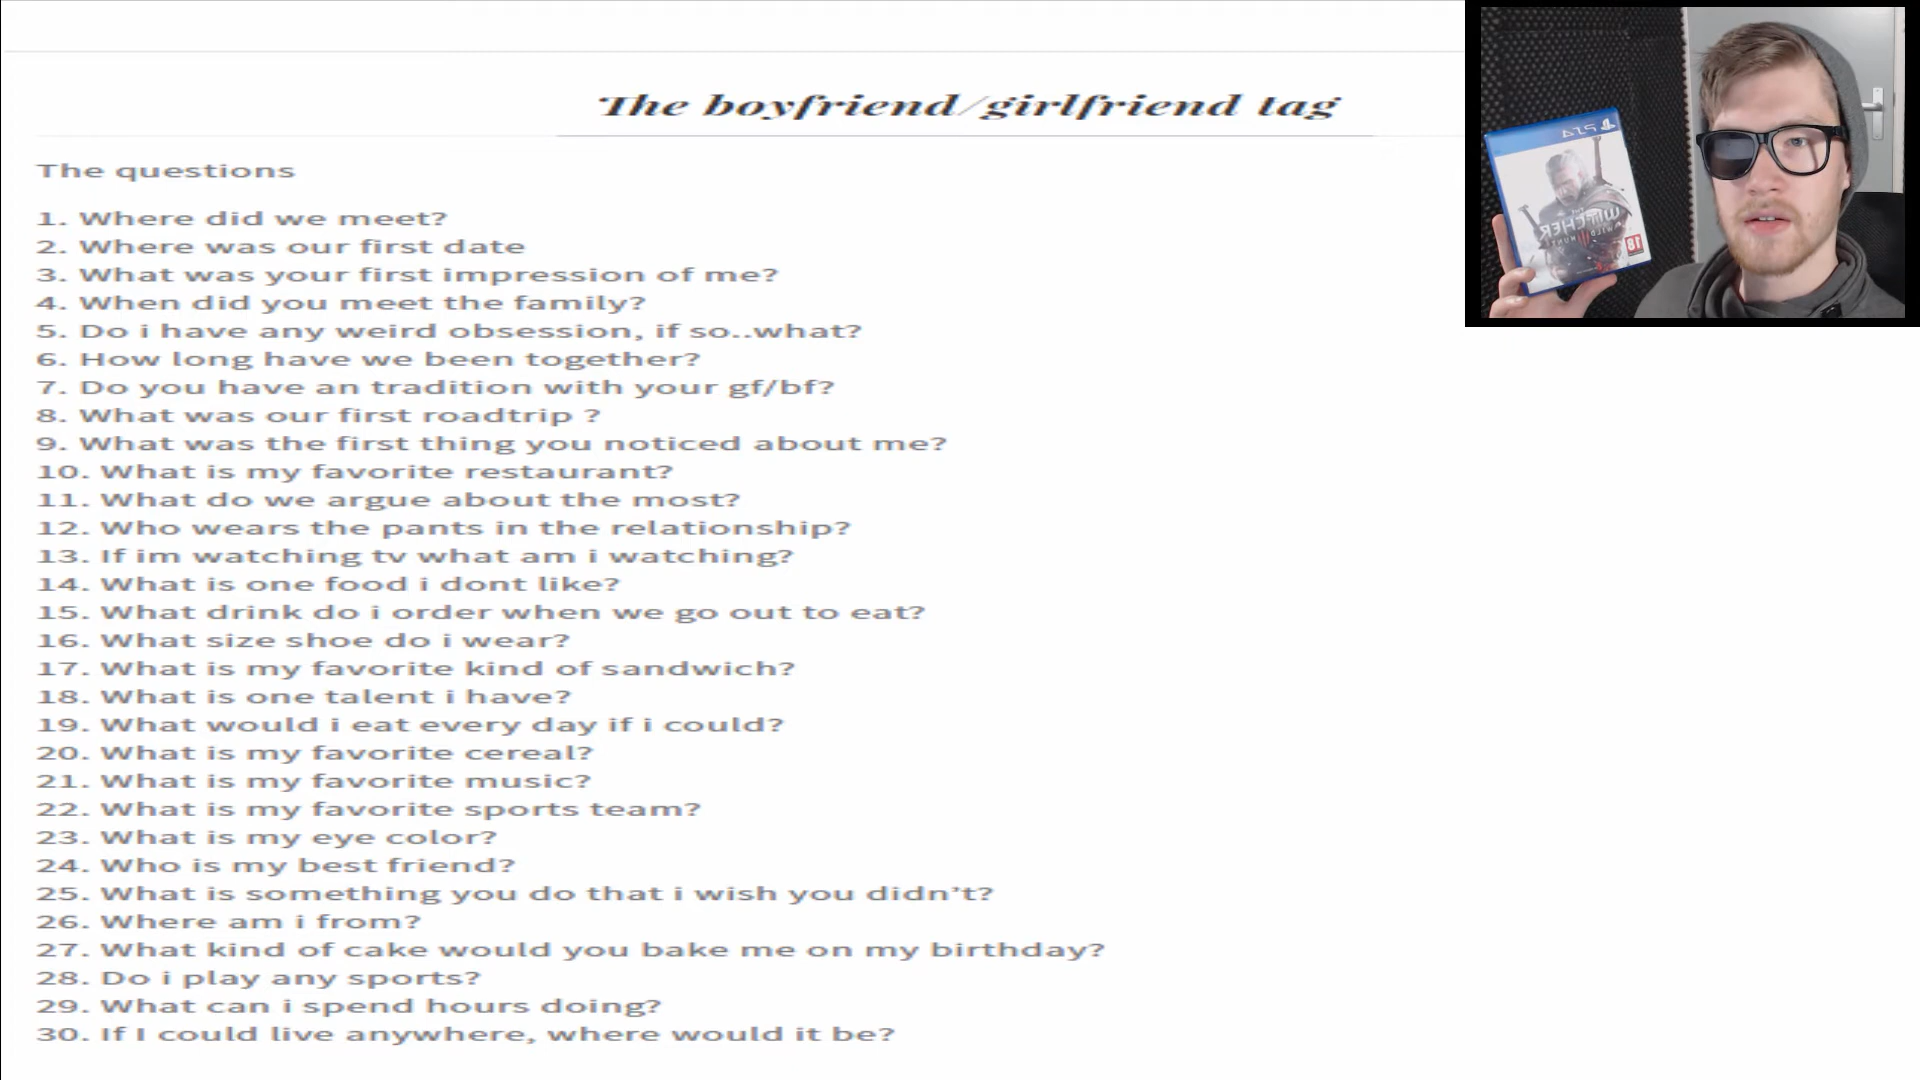 The boyfriend/girlfriend tag
The questions
1. Where did we meet?
2. Where was our first date
3. What was your first impression of me?
4. When did you meet the family?
5. Do i have any weird obsession, if so..what?
6. How long have we been together?
7. Do you have an tradition with your gf/bf?
8. What was our first roadtrip ?
9. What was the first thing you noticed about me?
10. What is my favorite restaurant?
11. What do we argue about the most?
12. Who wears the pants in the relationship?
13. If im watching tv what am i watching?
14. What is one food i dont like?
15. What drink do i order when we go out to eat?
16. What size shoe do i wear?
17. What is my favorite kind of sandwich?
18. What is one talent i have?
19. What would i eat every day if i could?
20. What is my favorite cereal?
21. What is my favorite music?
22. What is my favorite sports team?
23. What is my eye color?
24. Who is my best friend?
25. What is something you do that i wish you didn't?
26. Where am i from?
27. What kind of cake would you bake me on my birthday?
28. Do i play any sports?
29. What can i spend hours doing?
30. If I could live anywhere, where would it be?
PS4
THE
WITCHER
WILD HUNT
18